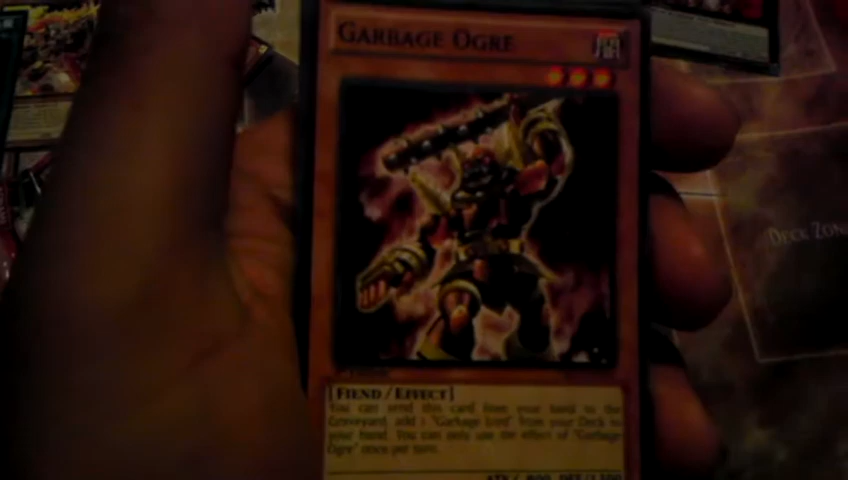 GARBAGE OGRE
[FIEND/EFFECT]
You can send this card from your hand to the
Graveyard; add 1 "Garbage Lord" from your Deck to
your hand. You can only use the effect of "Garbage
Ogre" once per turn.
DECK ZON